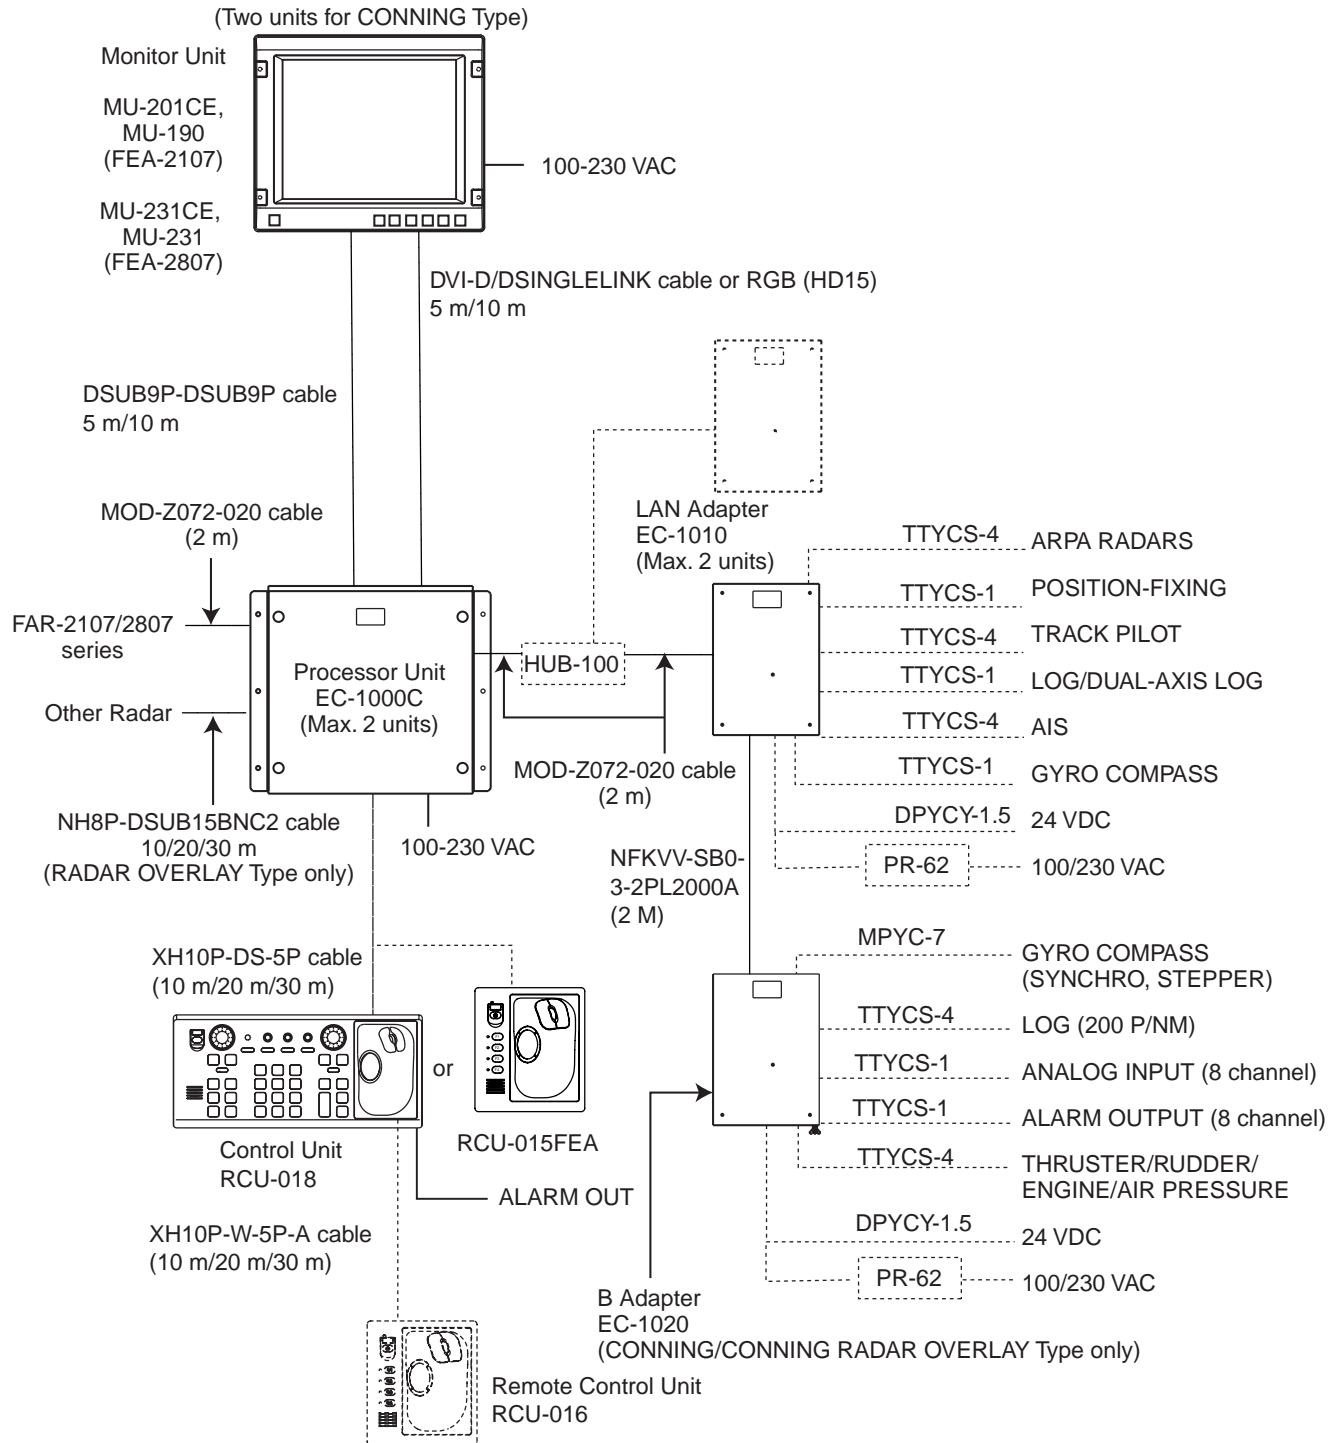 (Two units for CONNING Type)
Monitor Unit
MU-201CE,
MU-190
(FEA-2107)
MU-231CE,
MU-231
(FEA-2807)
100-230 VAC
DVI-D/DSINGLELINK cable or RGB (HD15)
5 m/10 m
DSUB9P-DSUB9P cable
5 m/10 m
MOD-Z072-020 cable
(2 m)
FAR-2107/2807
series
Other Radar
NH8P-DSUB15BNC2 cable
10/20/30 m
(RADAR OVERLAY Type only)
Processor Unit
EC-1000C
(Max. 2 units)
100-230 VAC
HUB-100
MOD-Z072-020 cable
(2 m)
LAN Adapter
EC-1010
(Max. 2 units)
TTYCS-4
ARPA RADARS
TTYCS-1
POSITION-FIXING
TTYCS-4
TRACK PILOT
TTYCS-1
LOG/DUAL-AXIS LOG
TTYCS-4
AIS
TTYCS-1
GYRO COMPASS
DPYCY-1.5
24 VDC
PR-62
100/230 VAC
NFKVV-SB0-
3-2PL2000A
(2 M)
XH10P-DS-5P cable
(10 m/20 m/30 m)
or
Control Unit
RCU-018
RCU-015FEA
ALARM OUT
XH10P-W-5P-A cable
(10 m/20 m/30 m)
Remote Control Unit
RCU-016
MPYC-7
GYRO COMPASS
(SYNCHRO, STEPPER)
TTYCS-4
LOG (200 P/NM)
TTYCS-1
ANALOG INPUT (8 channel)
TTYCS-1
ALARM OUTPUT (8 channel)
TTYCS-4
THRUSTER/RUDDER/
ENGINE/AIR PRESSURE
DPYCY-1.5
24 VDC
PR-62
100/230 VAC
B Adapter
EC-1020
(CONNING/CONNING RADAR OVERLAY Type only)